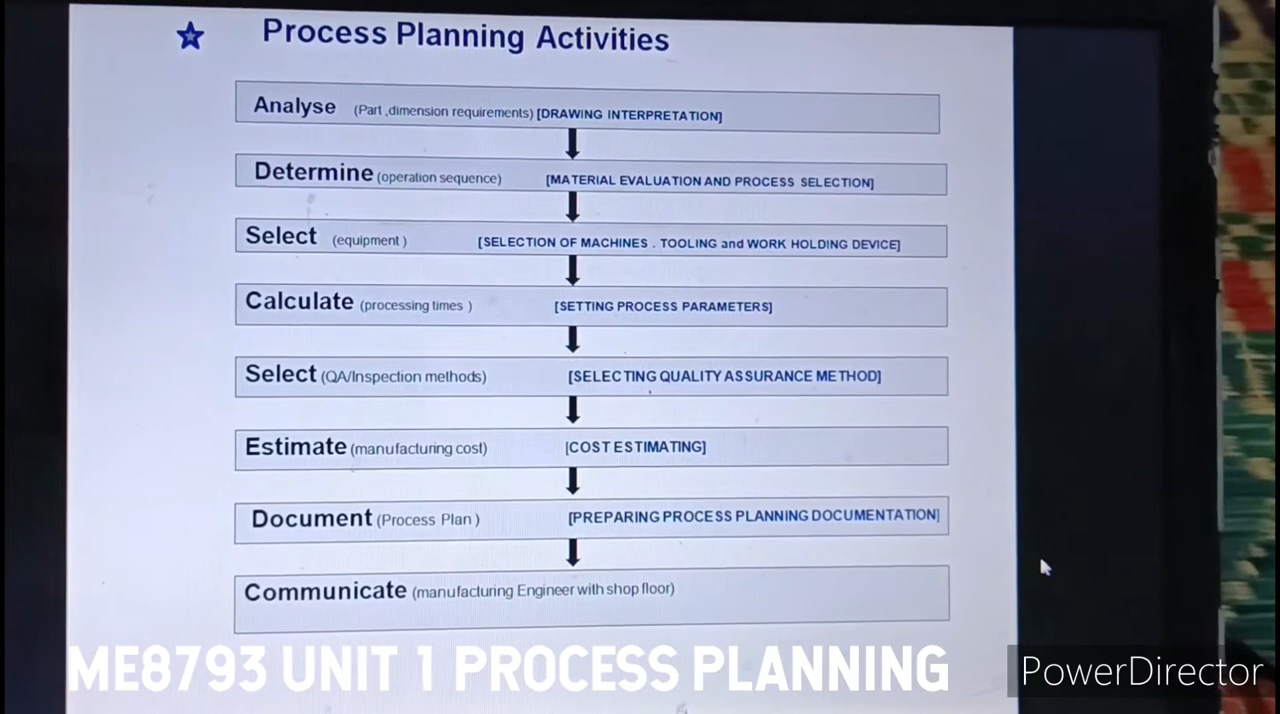 Process Planning Activities
Analyse (Part ,dimension requirements) [DRAWING INTERPRETATION]
Determine (operation sequence) [MATERIAL EVALUATION AND PROCESS SELECTION]
Select (equipment ) [SELECTION OF MACHINES . TOOLING and WORK HOLDING DEVICE]
Calculate (processing times ) [SETTING PROCESS PARAMETERS]
Select (QA/Inspection methods) [SELECTING QUALITY ASSURANCE METHOD]
Estimate (manufacturing cost) [COST ESTIMATING]
Document (Process Plan ) [PREPARING PROCESS PLANNING DOCUMENTATION]
Communicate (manufacturing Engineer with shop floor)
ME8793 UNIT 1 PROCESS PLANNING
PowerDirector